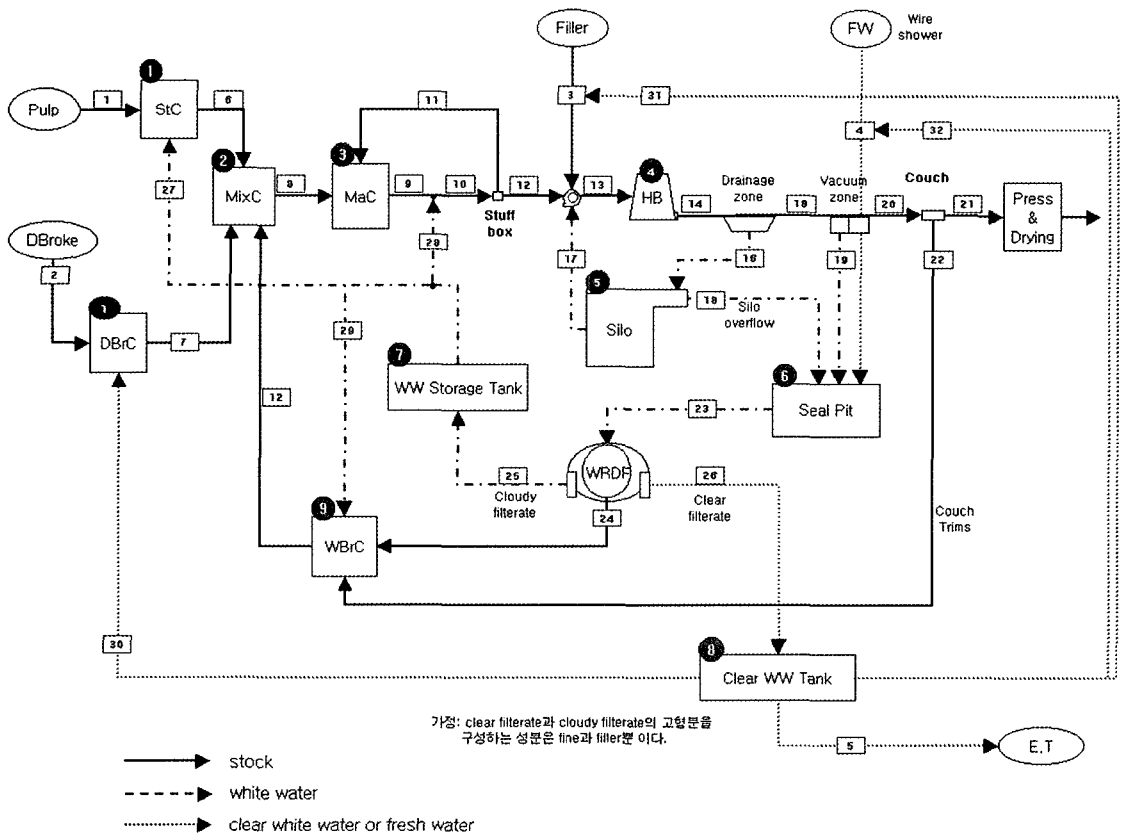 Filler
FW
Wire
shower
1
1
6
11
3
31
Pulp
StC
4
32
2
3
4
27
8
9
10
12
13
Drainage
zone
Vacuum
zone
Couch
MixC
MaC
HB
14
18
20
21
Press
&
Drying
Stuff
box
DBroke
28
17
16
19
22
2
5
18
1
Silo
Silo
overflow
DBrC
7
29
7
6
WW Storage Tank
Seal Pit
12
23
WRDF
25
26
Cloudy
filterate
Clear
filterate
24
9
Couch
Trims
WBrC
30
8
Clear WW Tank
가정: clear filterate과 cloudy filterate의 고형분을
구성하는 성분은 fine과 filler뿐 이다.
5
E,T
stock
white water
clear white water or fresh water